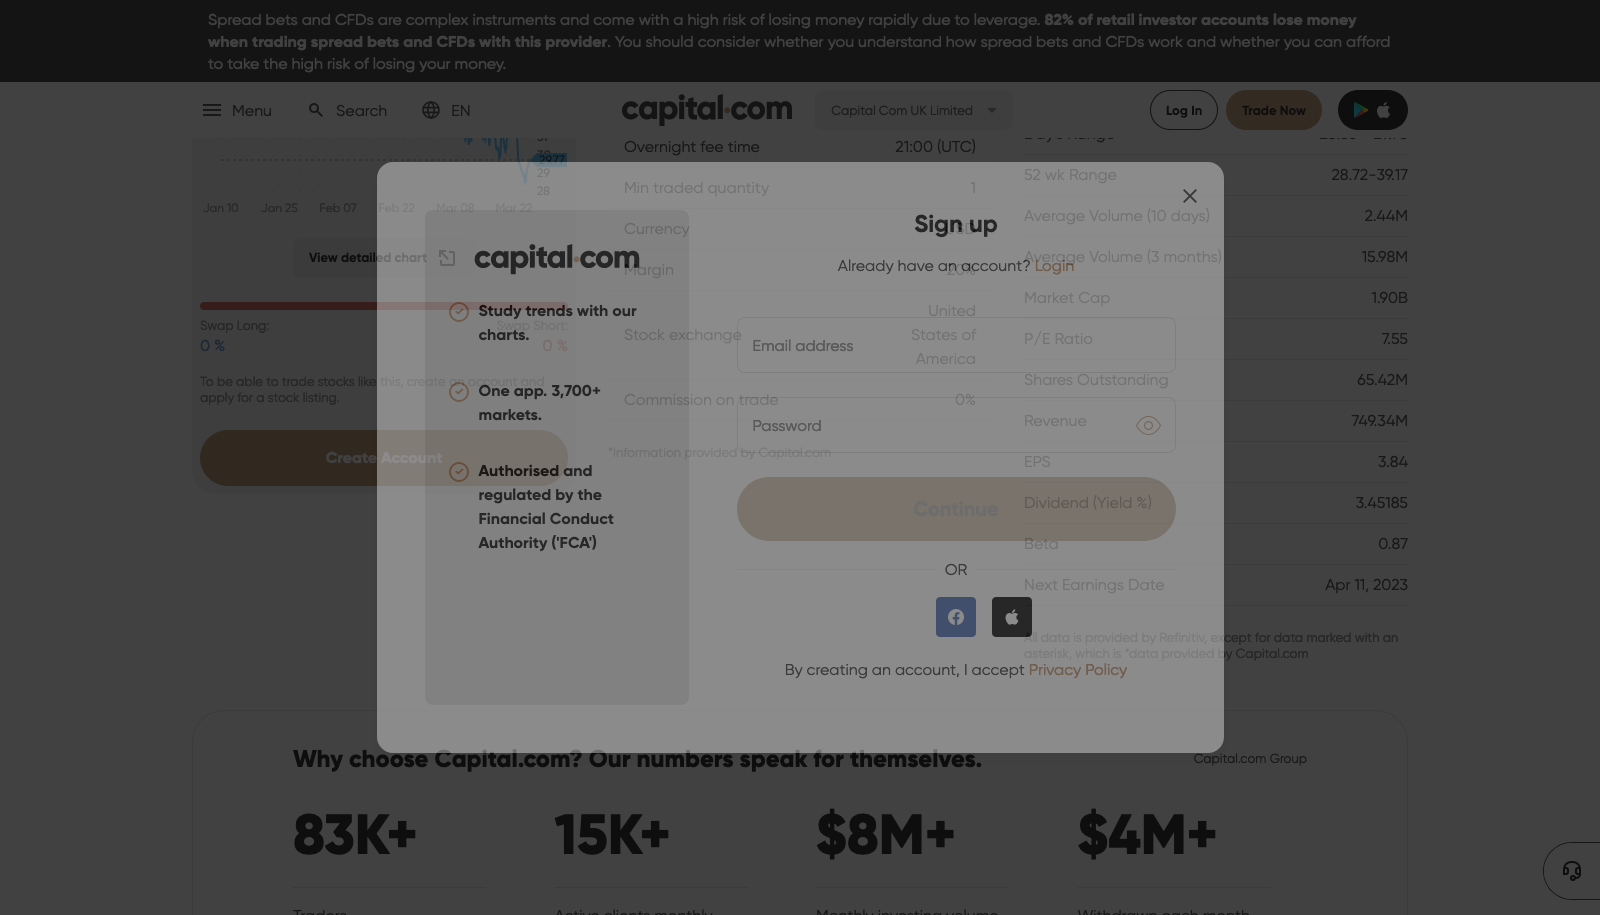 Spread bets and CFDs are complex instruments and come with a high risk of losing money rapidly due to leverage. 82% of retail investor accounts lose money
when trading spread bets and CFDs with this provider. You should consider whether you understand how spread bets and CFDs work and whether you can afford
to take the high risk of losing your money.
Menu
Search
EN
capital.com
Capital Com UK Limited
Log In
Trade Now
2977
29
28
Jan 10
Jan 25
Feb 07
Feb 22
Mar 08
Mar 22
View detailed chart
Swap Long:
0 %
Swap Short:
0 %
To be able to trade stocks like this, create an account and
apply for a stock listing.
Create Account
Overnight fee time
21:00 (UTC)
Min traded quantity
1
Currency
USD
Margin
20%
Stock exchange
United
States of
America
Commission on trade
0%
*Information provided by Capital.com
52 wk Range
28.72-39.17
Average Volume (10 days)
2.44M
Average Volume (3 months)
15.98M
Market Cap
1.90B
P/E Ratio
7.55
Shares Outstanding
65.42M
Revenue
749.34M
EPS
3.84
Dividend (Yield %)
3.45185
Beta
0.87
Next Earnings Date
Apr 11, 2023
All data is provided by Refinitiv, except for data marked with an
asterisk, which is *data provided by Capital.com
capital.com
Study trends with our
charts.
One app. 3,700+
markets.
Authorised and
regulated by the
Financial Conduct
Authority ('FCA')
Sign up
Already have an account? Login
Email address
Password
Continue
OR
By creating an account, I accept Privacy Policy
Why choose Capital.com? Our numbers speak for themselves.
Capital.com Group
83K+
15K+
$8M+
$4M+
Traders
Active clients monthly
Monthly investing volume
Withdrawn each month